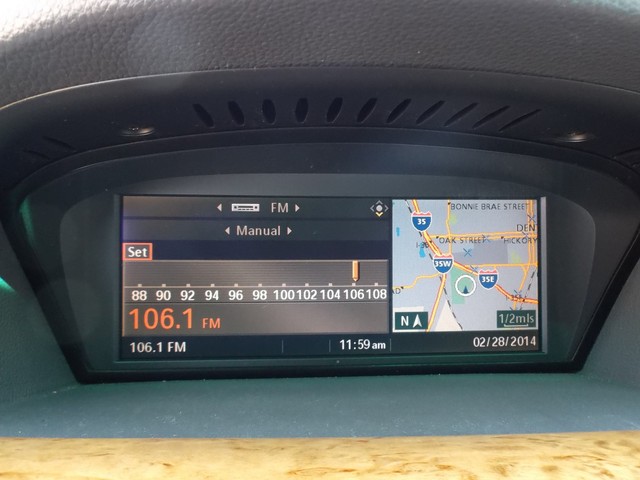 FM
Manual
Set
88 90 92 94 96 98 100 102 104 106 108
106.1 FM
106.1 FM
11:59 am
BONNIE BRAE STREET
35
DEN
OAK STREET
HICKORY
35W
35E
N
1/2mls
02/28/2014